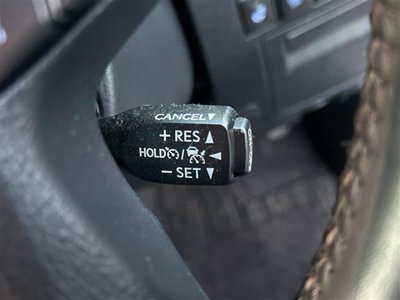 CANCEL▼
+ RES ▲
HOLD / ◄
− SET ▼